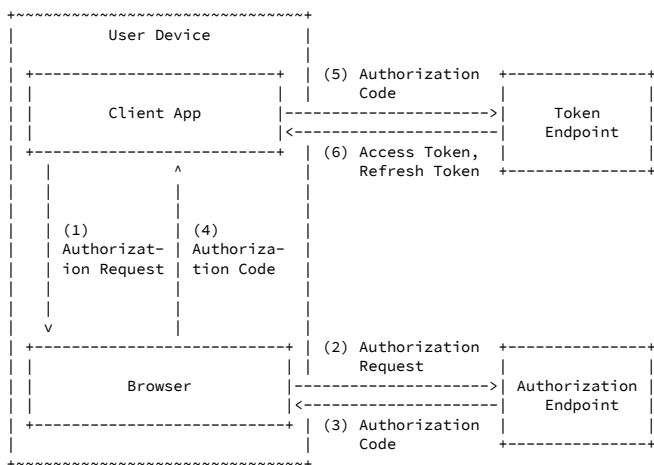 User Device
(5) Authorization
Code
Client App
Token
Endpoint
(6) Access Token,
Refresh Token
(1)
Authorizat-
ion Request
(4)
Authoriza-
tion Code
(2) Authorization
Request
Browser
Authorization
Endpoint
(3) Authorization
Code